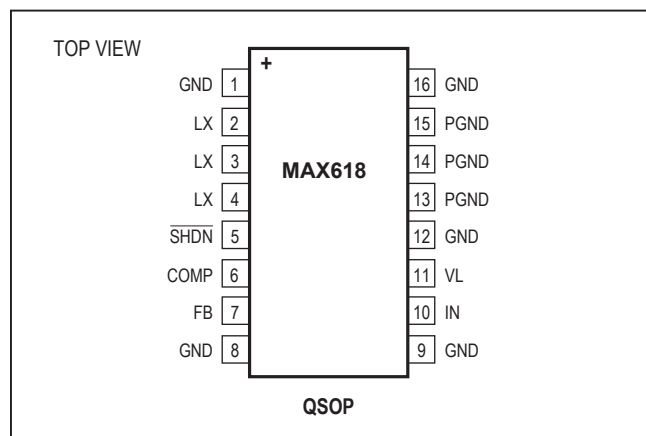 TOP VIEW
+
GND 1
16 GND
LX 2
15 PGND
LX 3
14 PGND
MAX618
LX 4
13 PGND
SHDN 5
12 GND
COMP 6
11 VL
FB 7
10 IN
GND 8
9 GND
QSOP